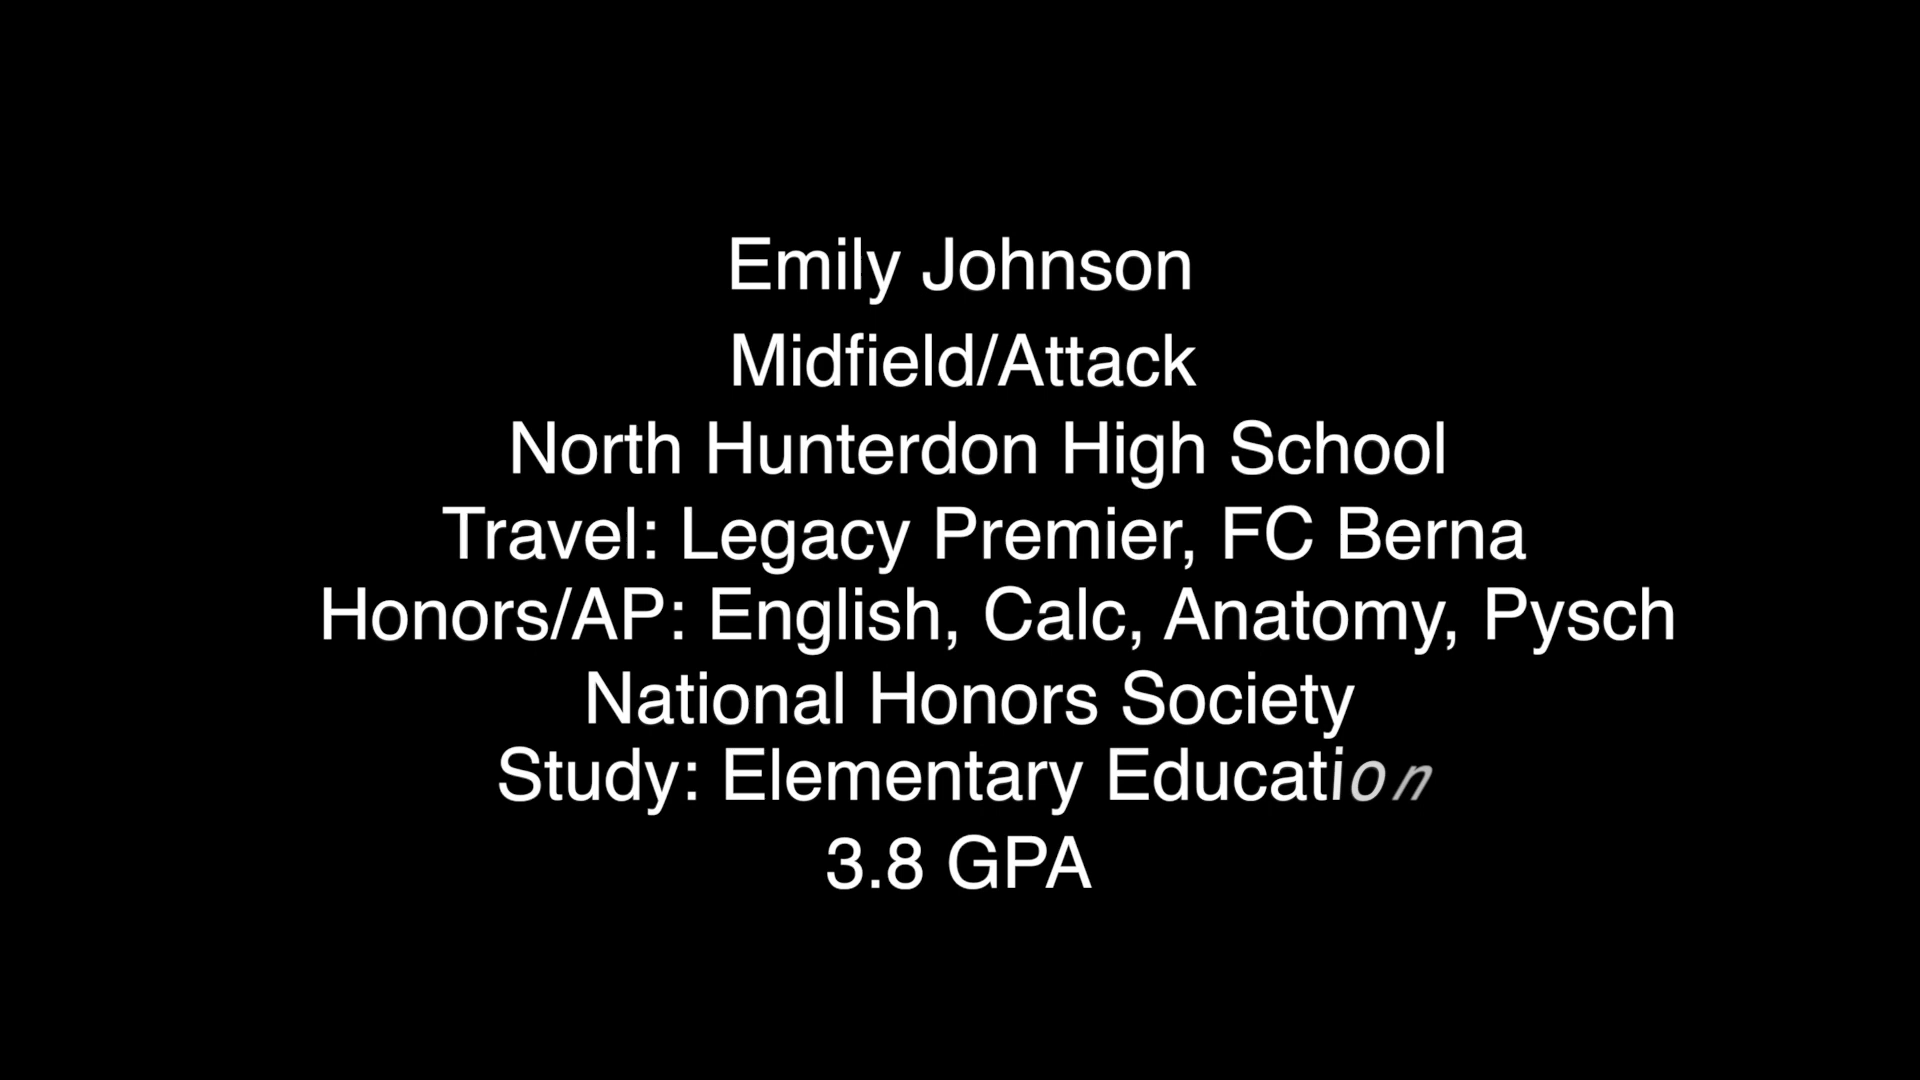 Emily Johnson
Midfield/Attack
North Hunterdon High School
Travel: Legacy Premier, FC Berna
Honors/AP: English, Calc, Anatomy, Pysch
National Honors Society
Study: Elementary Education
3.8 GPA